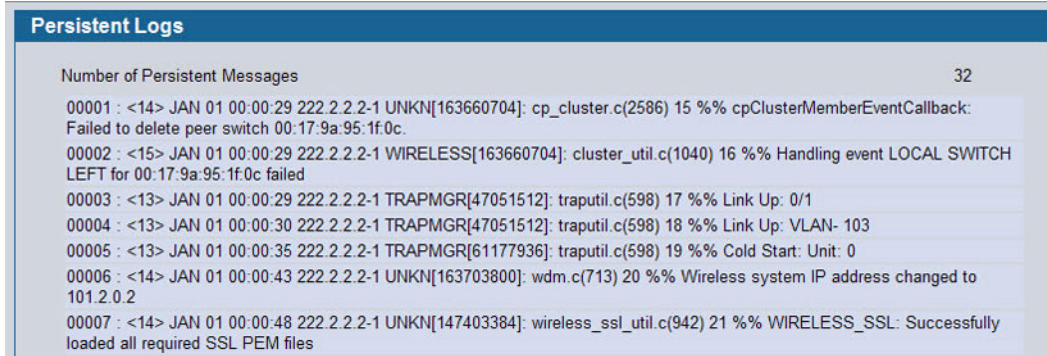 Persistent Logs
Number of Persistent Messages 32
00001 : <14> JAN 01 00:00:29 222.2.2.2-1 UNKN[163660704]: cp_cluster.c(2586) 15 %% cpClusterMemberEventCallback:
Failed to delete peer switch 00:17:9a:95:1f:0c.
00002 : <15> JAN 01 00:00:29 222.2.2.2-1 WIRELESS[163660704]: cluster_util.c(1040) 16 %% Handling event LOCAL SWITCH
LEFT for 00:17:9a:95:1f:0c failed
00003 : <13> JAN 01 00:00:29 222.2.2.2-1 TRAPMGR[47051512]: traputil.c(598) 17 %% Link Up: 0/1
00004 : <13> JAN 01 00:00:30 222.2.2.2-1 TRAPMGR[47051512]: traputil.c(598) 18 %% Link Up: VLAN- 103
00005 : <13> JAN 01 00:00:35 222.2.2.2-1 TRAPMGR[61177936]: traputil.c(598) 19 %% Cold Start: Unit: 0
00006 : <14> JAN 01 00:00:43 222.2.2.2-1 UNKN[163703800]: wdm.c(713) 20 %% Wireless system IP address changed to
101.2.0.2
00007 : <14> JAN 01 00:00:48 222.2.2.2-1 UNKN[147403384]: wireless_ssl_util.c(942) 21 %% WIRELESS_SSL: Successfully
loaded all required SSL PEM files